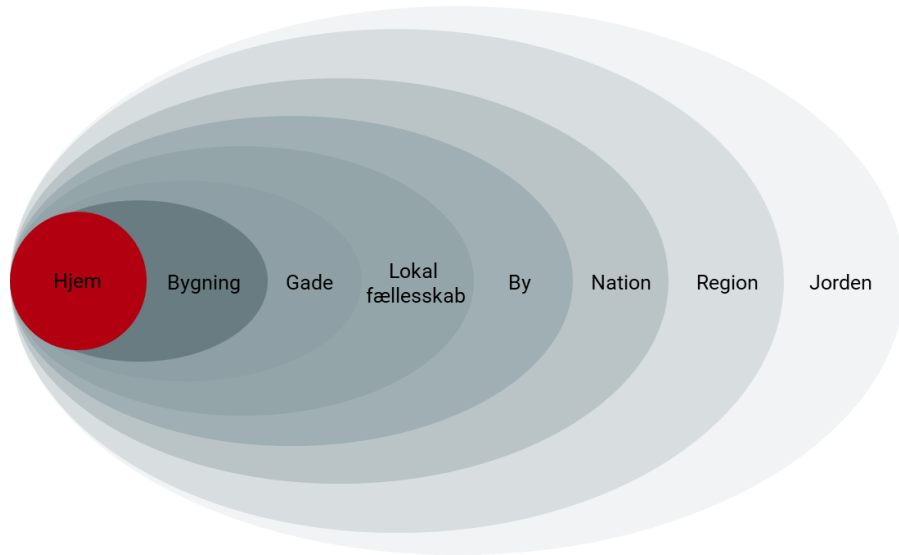 Hjem
Bygning
Gade
Lokal
fællesskab
By
Nation
Region
Jorden